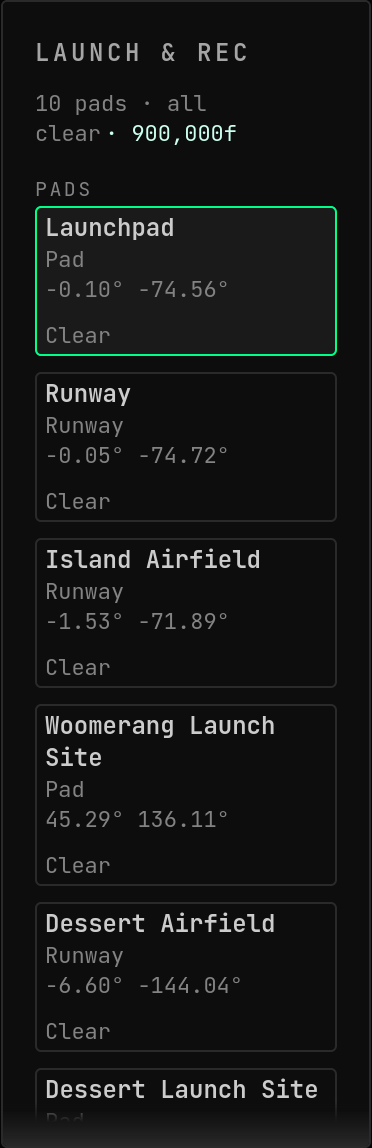 LAUNCH & REC
10 pads · all
clear · 900,000f
PADS
Launchpad
Pad
-0.10° -74.56°
Clear
Runway
Runway
-0.05° -74.72°
Clear
Island Airfield
Runway
-1.53° -71.89°
Clear
Woomerang Launch
Site
Pad
45.29° 136.11°
Clear
Dessert Airfield
Runway
-6.60° -144.04°
Clear
Dessert Launch Site
Pad